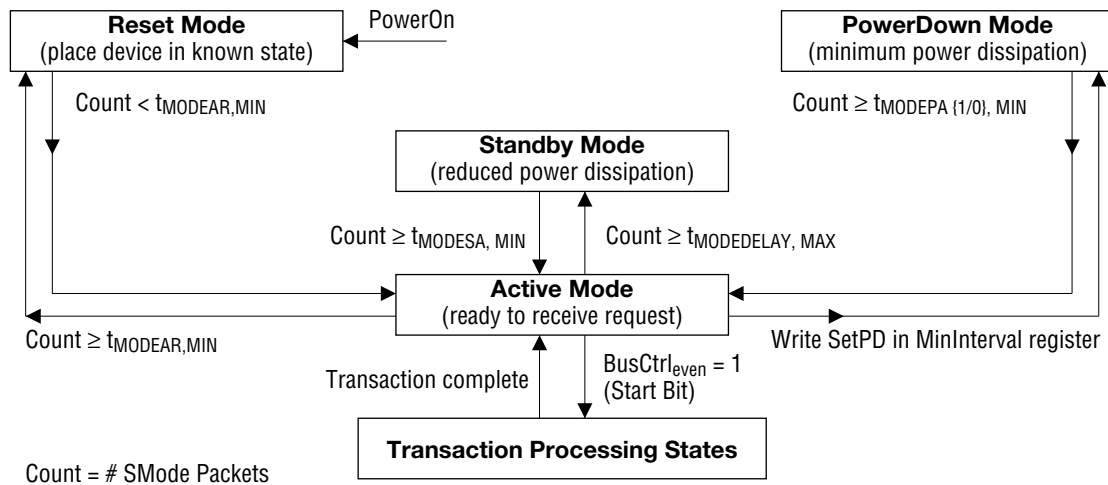 Reset Mode
(place device in known state)
PowerOn
PowerDown Mode
(minimum power dissipation)
Count < tMODEAR,MIN
Count ≥ tMODEPA {1/0}, MIN
Standby Mode
(reduced power dissipation)
Count ≥ tMODESA, MIN
Count ≥ tMODEDELAY, MAX
Active Mode
(ready to receive request)
Count ≥ tMODEAR,MIN
Write SetPD in MinInterval register
Transaction complete
BusCtrleven = 1
(Start Bit)
Transaction Processing States
Count = # SMode Packets